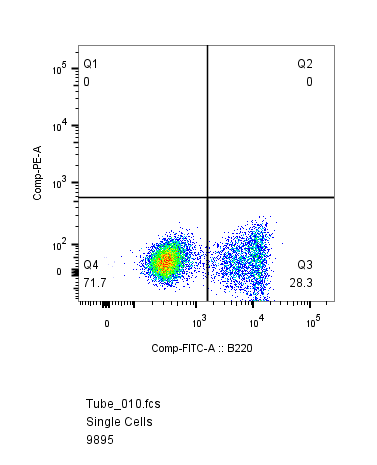 Q1
0
Q2
0
10^5
10^4
10^3
10^2
0
Comp-PE-A
Q4
71.7
Q3
28.3
0
10^3
10^4
10^5
Comp-FITC-A :: B220
Tube_010.fcs
Single Cells
9895